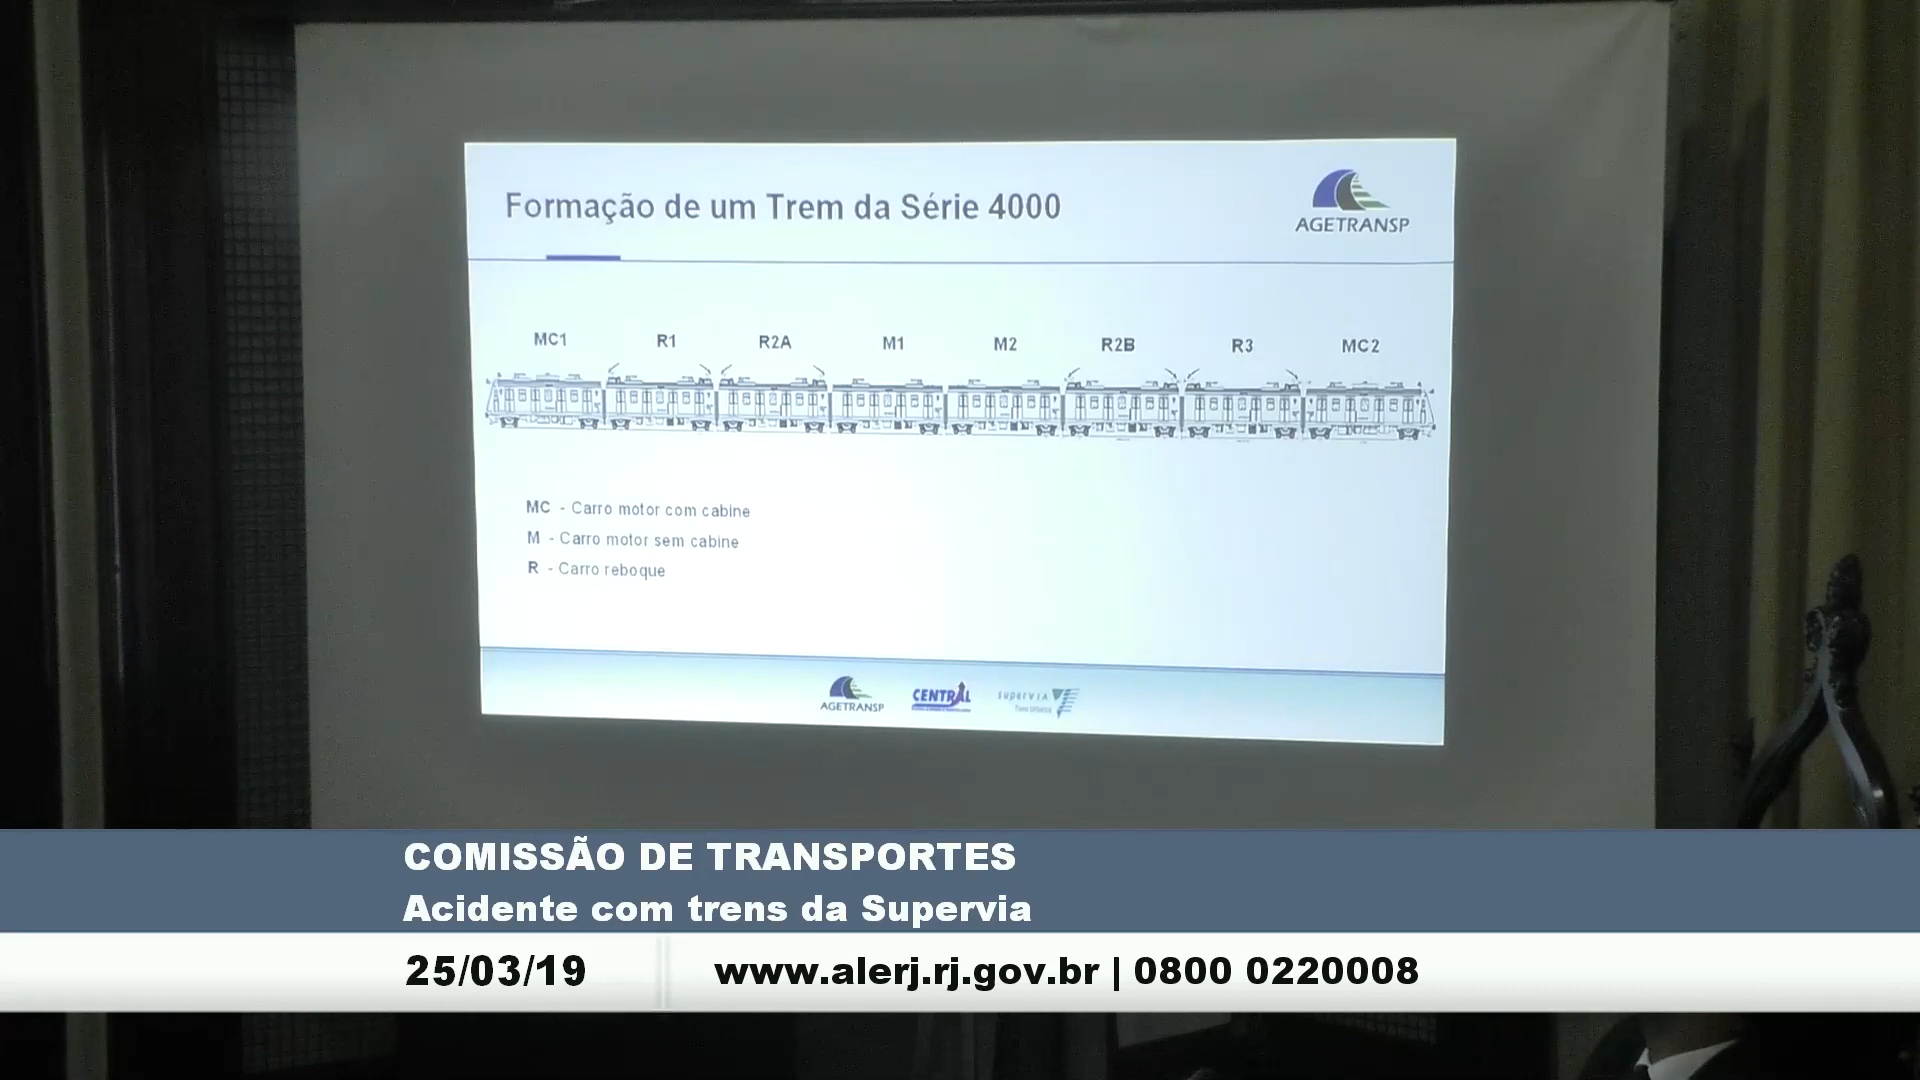 Formação de um Trem da Série 4000
AGETRANSP
MC1 R1 R2A M1 M2 R2B R3 MC2
MC - Carro motor com cabine
M - Carro motor sem cabine
R - Carro reboque
AGETRANSP
CENTRAL
supervia
COMISSÃO DE TRANSPORTES
Acidente com trens da Supervia
25/03/19
www.alerj.rj.gov.br | 0800 0220008